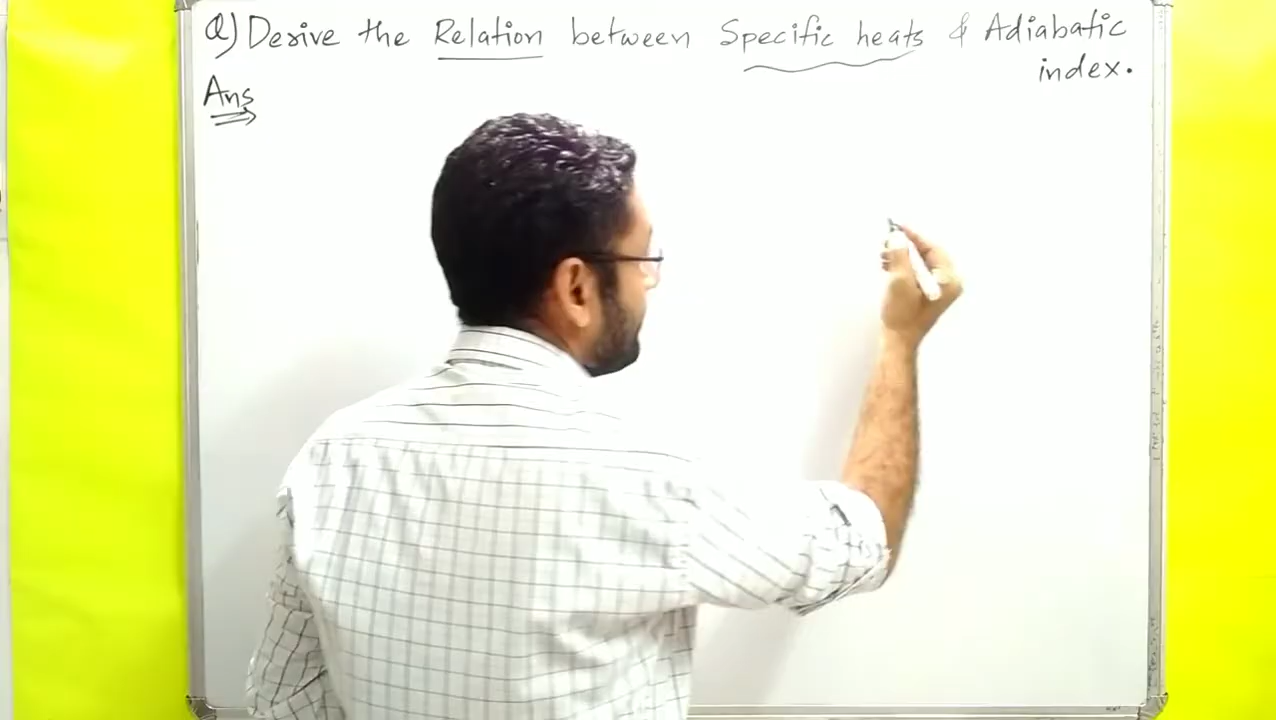 Q) Derive the Relation between Specific heats & Adiabatic
index.
Ans